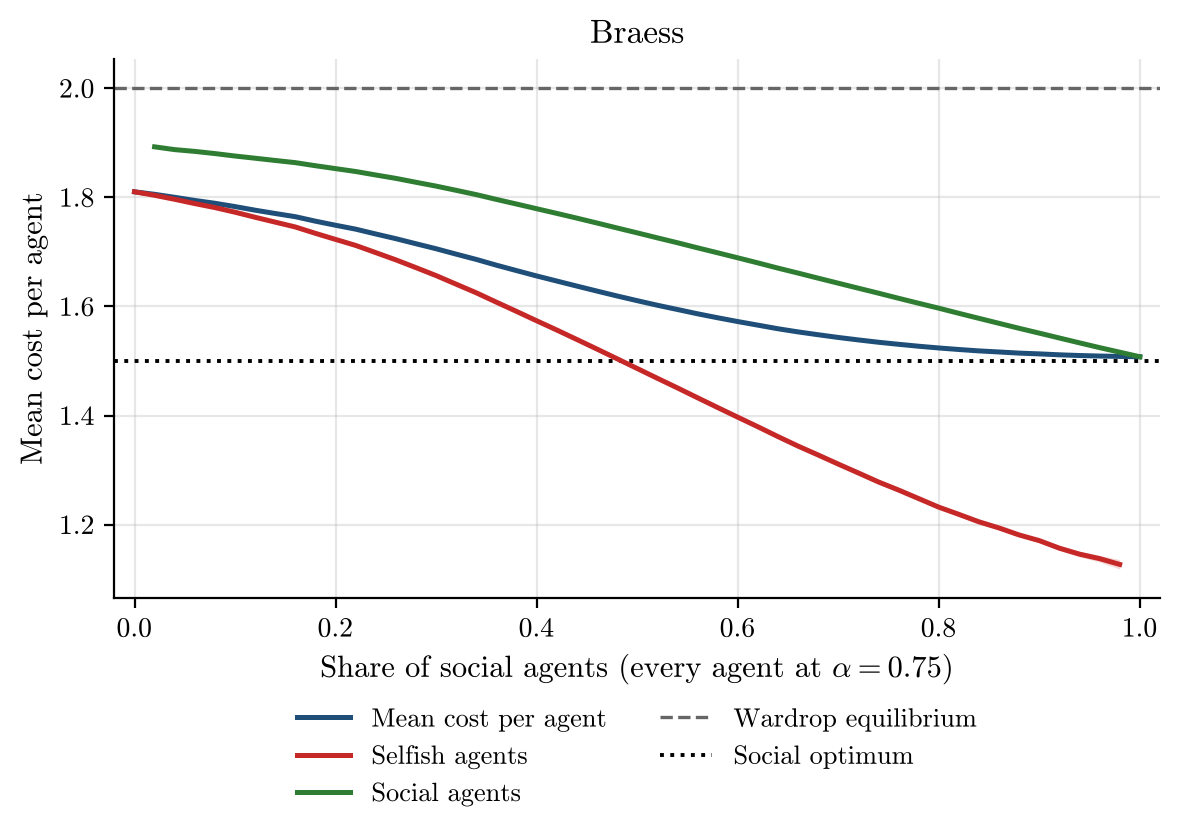 Braess
2.0
1.8
1.6
1.4
1.2
Mean cost per agent
0.0 0.2 0.4 0.6 0.8 1.0
Share of social agents (every agent at α = 0.75)
Mean cost per agent
Selfish agents
Social agents
Wardrop equilibrium
Social optimum